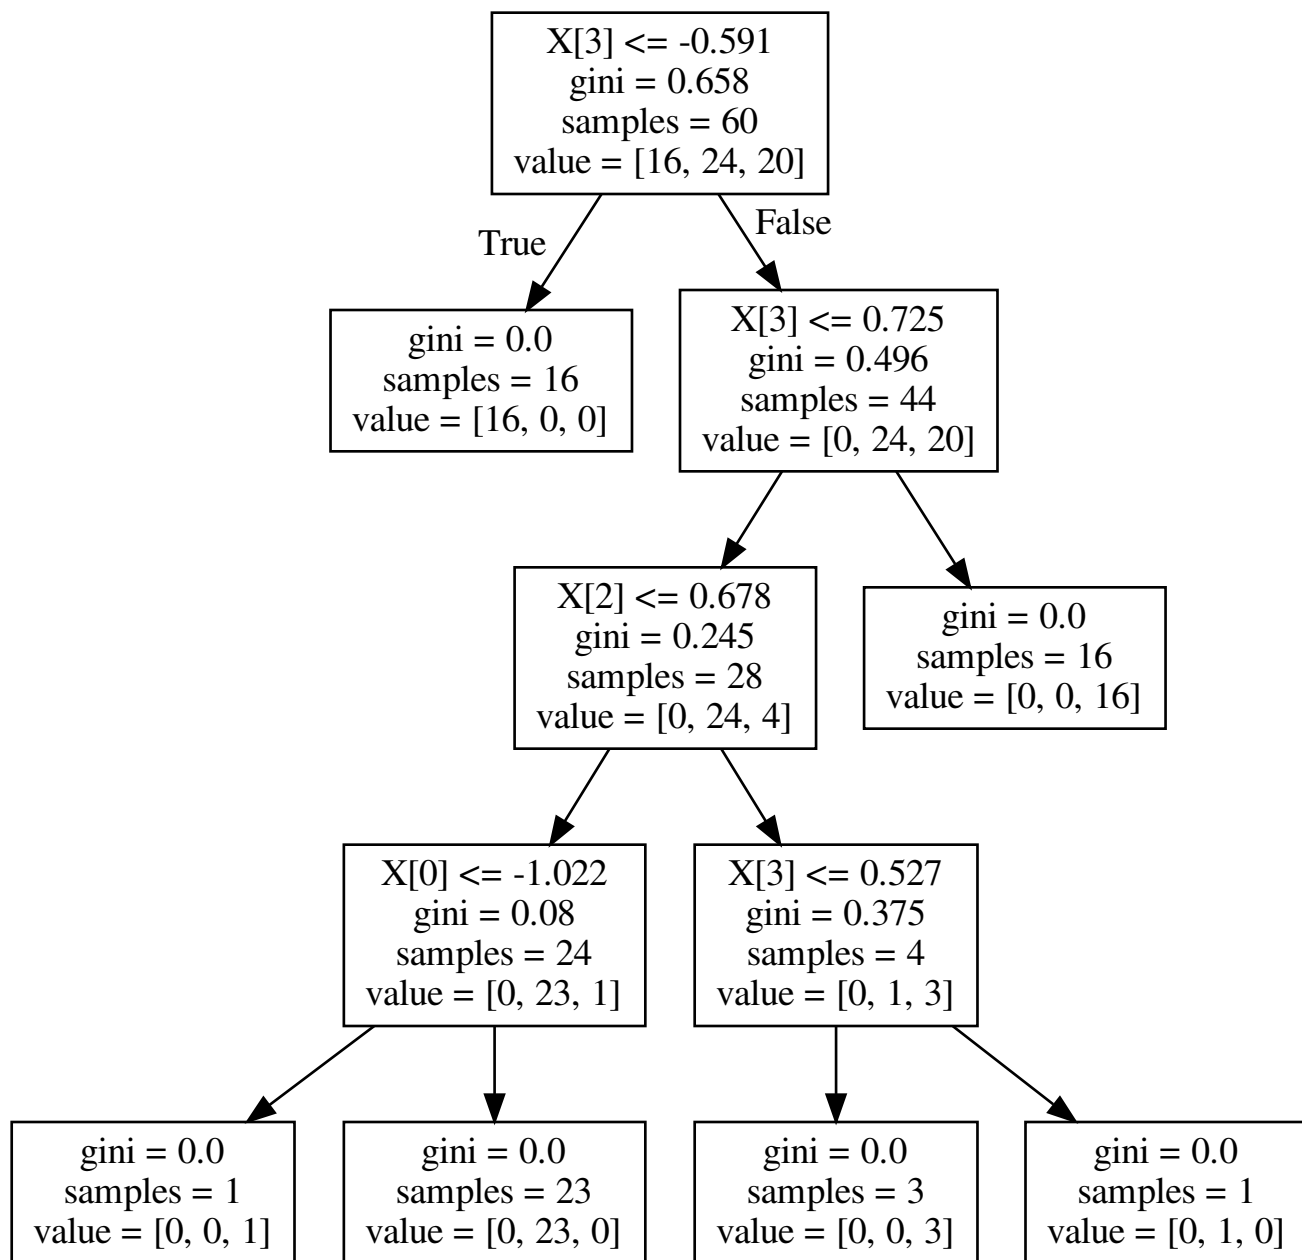 X[3] <= -0.591
gini = 0.658
samples = 60
value = [16, 24, 20]
True
False
gini = 0.0
samples = 16
value = [16, 0, 0]
X[3] <= 0.725
gini = 0.496
samples = 44
value = [0, 24, 20]
X[2] <= 0.678
gini = 0.245
samples = 28
value = [0, 24, 4]
gini = 0.0
samples = 16
value = [0, 0, 16]
X[0] <= -1.022
gini = 0.08
samples = 24
value = [0, 23, 1]
X[3] <= 0.527
gini = 0.375
samples = 4
value = [0, 1, 3]
gini = 0.0
samples = 1
value = [0, 0, 1]
gini = 0.0
samples = 23
value = [0, 23, 0]
gini = 0.0
samples = 3
value = [0, 0, 3]
gini = 0.0
samples = 1
value = [0, 1, 0]